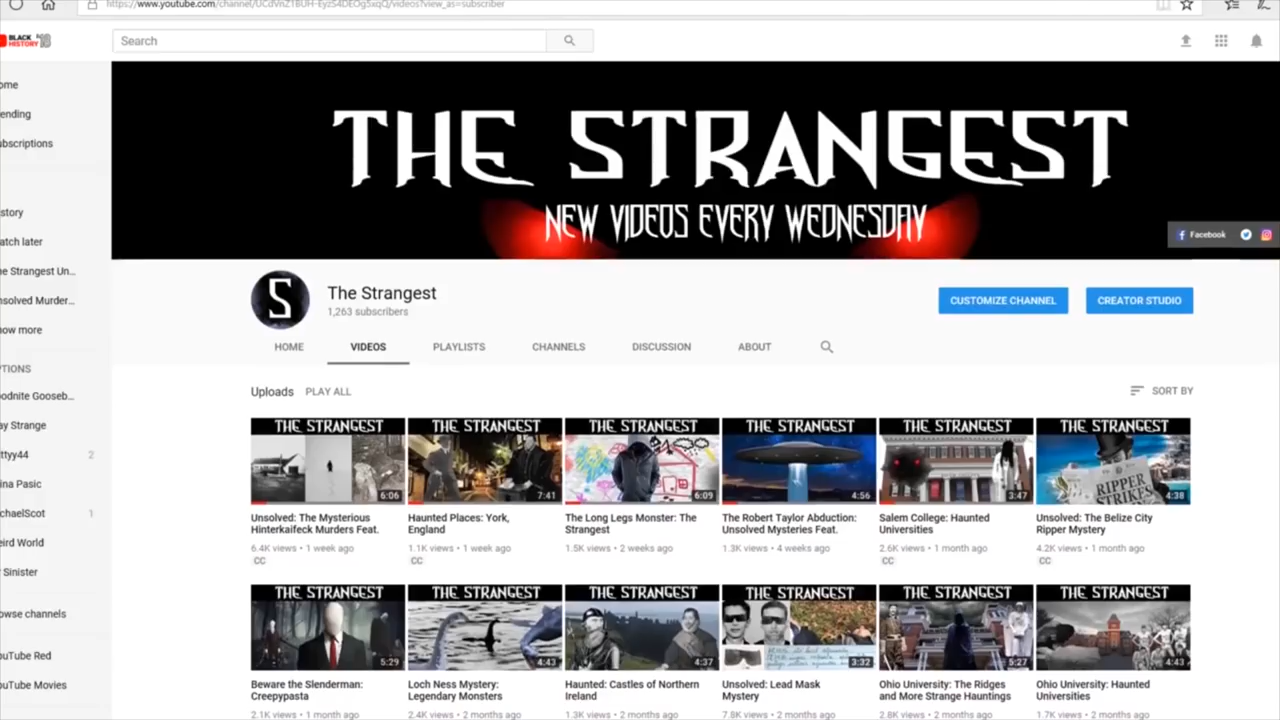 https://www.youtube.com/channel/UCdVnZ1BUH-EyzS4DEOg5xqQ/videos?view_as=subscriber
BLACK
HISTORY
Search
ome
ending
ubscriptions
story
atch later
he Strangest Un...
nsolved Murder...
how more
PTIONS
oodnite Gooseb...
ay Strange
ttyy44 2
tina Pasic
chaelScot 1
eird World
Sinister
owse channels
ouTube Red
ouTube Movies
THE STRANGEST
NEW VIDEOS EVERY WEDNESDAY
Facebook
S
The Strangest
1,263 subscribers
CUSTOMIZE CHANNEL
CREATOR STUDIO
HOME VIDEOS PLAYLISTS CHANNELS DISCUSSION ABOUT
Uploads PLAY ALL
SORT BY
THE STRANGEST
6:06
Unsolved: The Mysterious
Hinterkaifeck Murders Feat.
6.4K views • 1 week ago
CC
THE STRANGEST
7:41
Haunted Places: York,
England
1.1K views • 1 week ago
CC
THE STRANGEST
6:09
The Long Legs Monster: The
Strangest
1.5K views • 2 weeks ago
THE STRANGEST
4:56
The Robert Taylor Abduction:
Unsolved Mysteries Feat.
1.3K views • 4 weeks ago
THE STRANGEST
3:47
Salem College: Haunted
Universities
2.6K views • 1 month ago
CC
THE STRANGEST
RIPPER
STRIKES
4:38
Unsolved: The Belize City
Ripper Mystery
4.2K views • 1 month ago
CC
THE STRANGEST
5:29
Beware the Slenderman:
Creepypasta
2.1K views • 1 month ago
THE STRANGEST
4:43
Loch Ness Mystery:
Legendary Monsters
2.4K views • 2 months ago
THE STRANGEST
4:37
Haunted: Castles of Northern
Ireland
1.3K views • 2 months ago
THE STRANGEST
3:32
Unsolved: Lead Mask
Mystery
7.8K views • 2 months ago
THE STRANGEST
5:27
Ohio University: The Ridges
and More Strange Hauntings
2.8K views • 2 months ago
THE STRANGEST
4:43
Ohio University: Haunted
Universities
1.7K views • 2 months ago